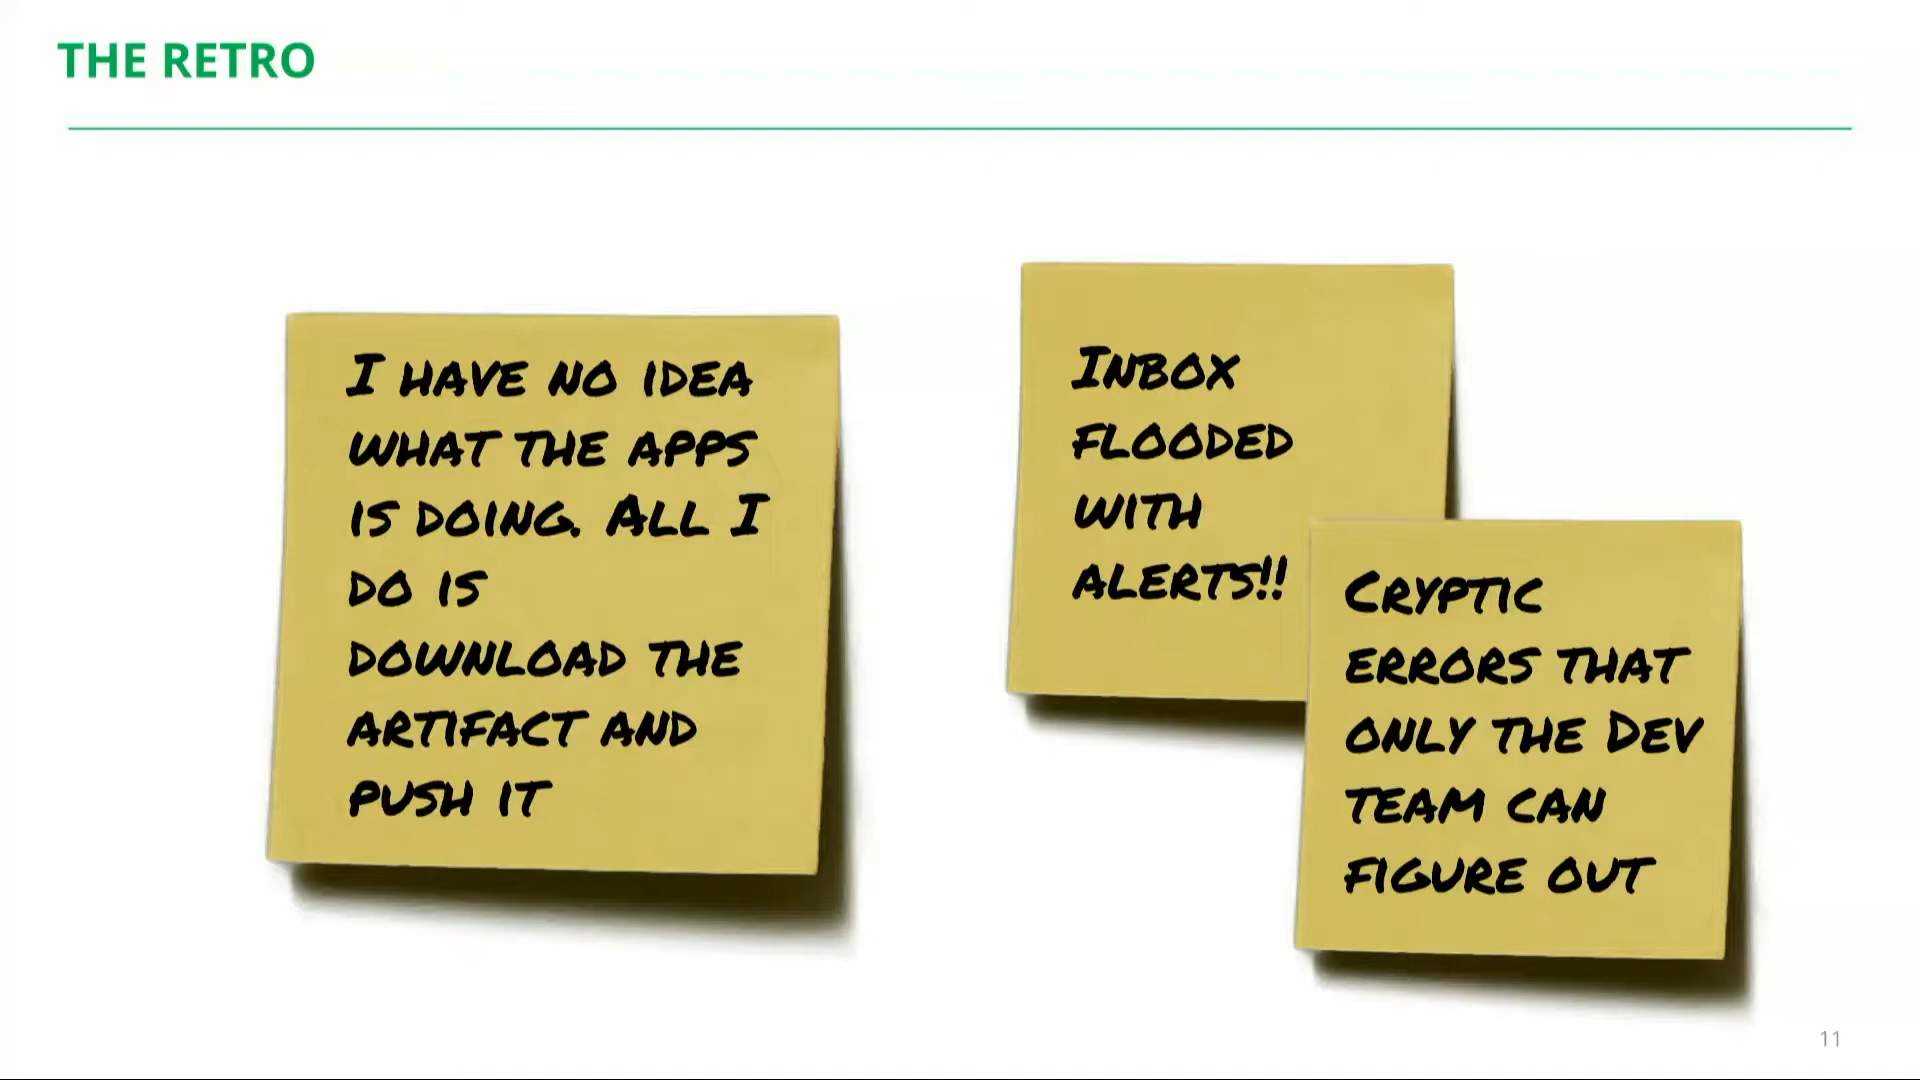 THE RETRO
I HAVE NO IDEA
WHAT THE APPS
IS DOING. ALL I
DO IS
DOWNLOAD THE
ARTIFACT AND
PUSH IT
INBOX
FLOODED
WITH
ALERTS!!
CRYPTIC
ERRORS THAT
ONLY THE DEV
TEAM CAN
FIGURE OUT
11